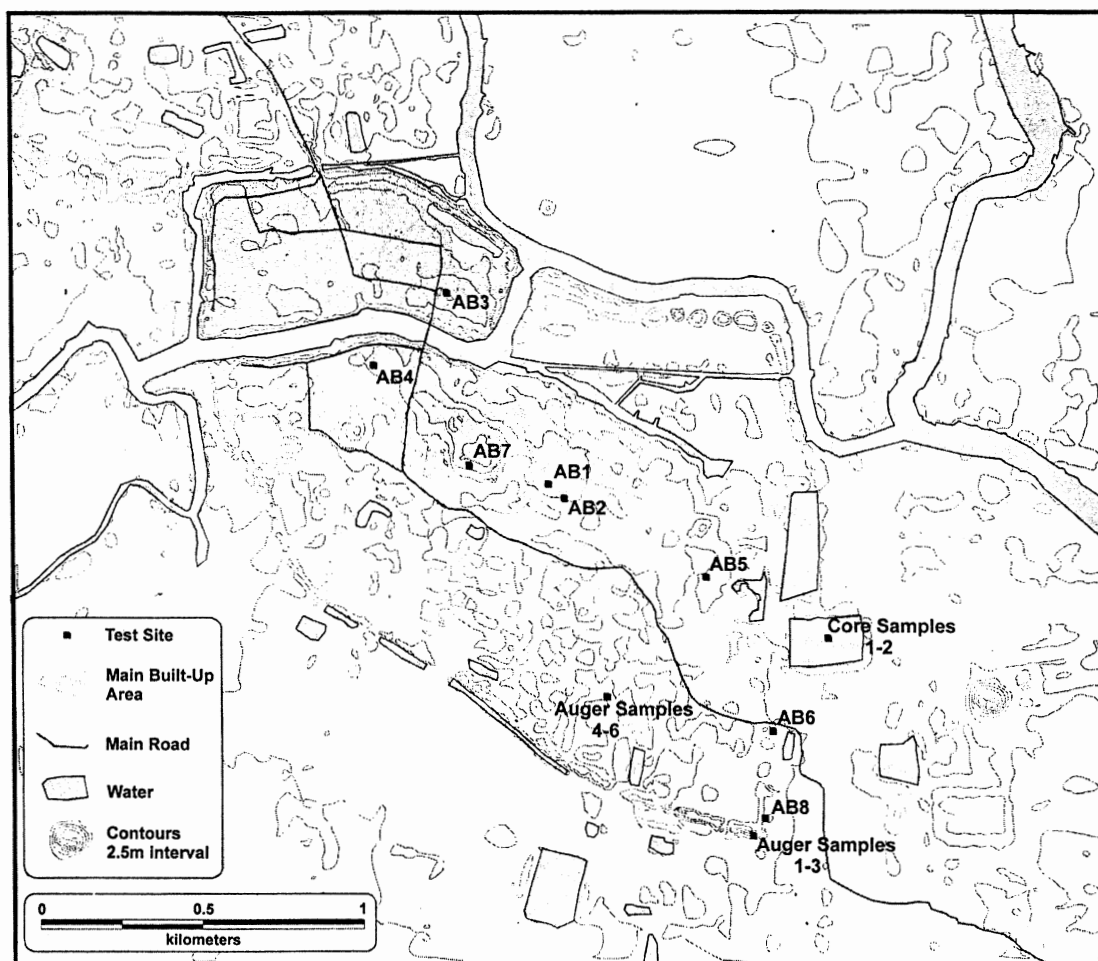 AB3
AB4
AB7
AB1
AB2
AB5
Core Samples
1-2
Auger Samples
4-6
AB6
AB8
Auger Samples
1-3
Test Site
Main Built-Up
Area
Main Road
Water
Contours
2.5m interval
0 0.5 1
kilometers